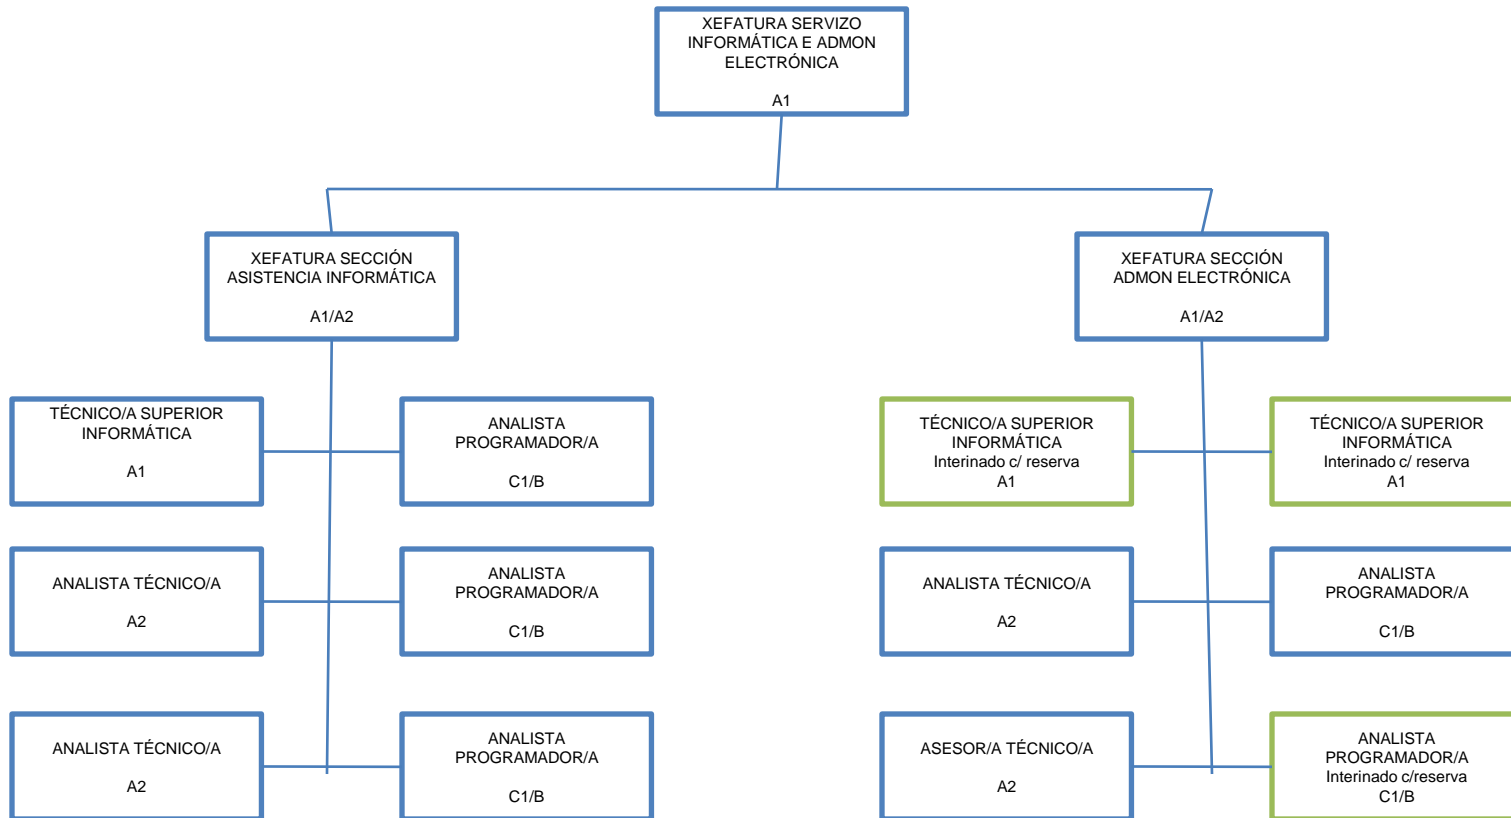 XEFATURA SERVIZO
INFORMÁTICA E ADMON
ELECTRÓNICA
A1
XEFATURA SECCIÓN
ASISTENCIA INFORMÁTICA
A1/A2
XEFATURA SECCIÓN
ADMON ELECTRÓNICA
A1/A2
TÉCNICO/A SUPERIOR
INFORMÁTICA
A1
ANALISTA
PROGRAMADOR/A
C1/B
TÉCNICO/A SUPERIOR
INFORMÁTICA
Interinado c/ reserva
A1
TÉCNICO/A SUPERIOR
INFORMÁTICA
Interinado c/ reserva
A1
ANALISTA TÉCNICO/A
A2
ANALISTA
PROGRAMADOR/A
C1/B
ANALISTA TÉCNICO/A
A2
ANALISTA
PROGRAMADOR/A
C1/B
ANALISTA TÉCNICO/A
A2
ANALISTA
PROGRAMADOR/A
C1/B
ASESOR/A TÉCNICO/A
A2
ANALISTA
PROGRAMADOR/A
Interinado c/reserva
C1/B